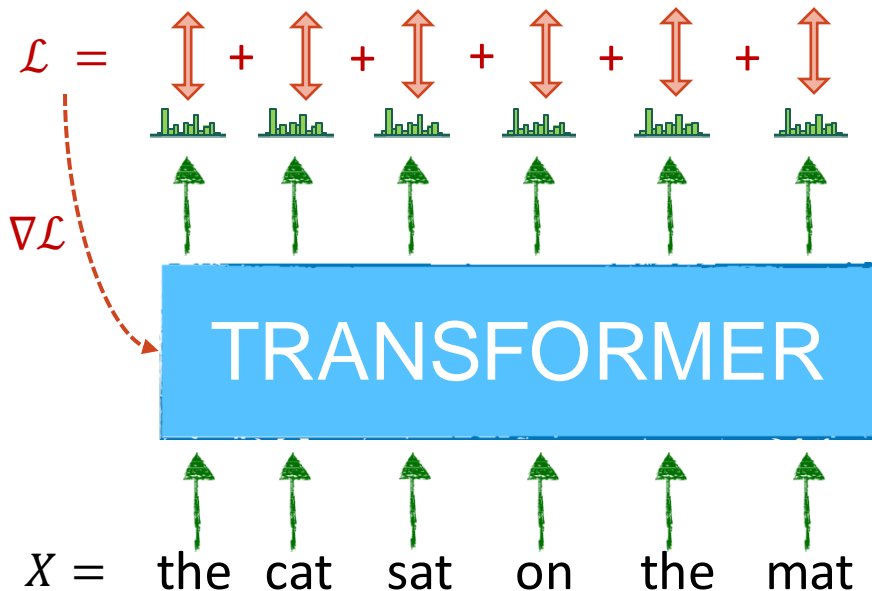 ℒ = + + + + +
∇ℒ
TRANSFORMER
X = the cat sat on the mat